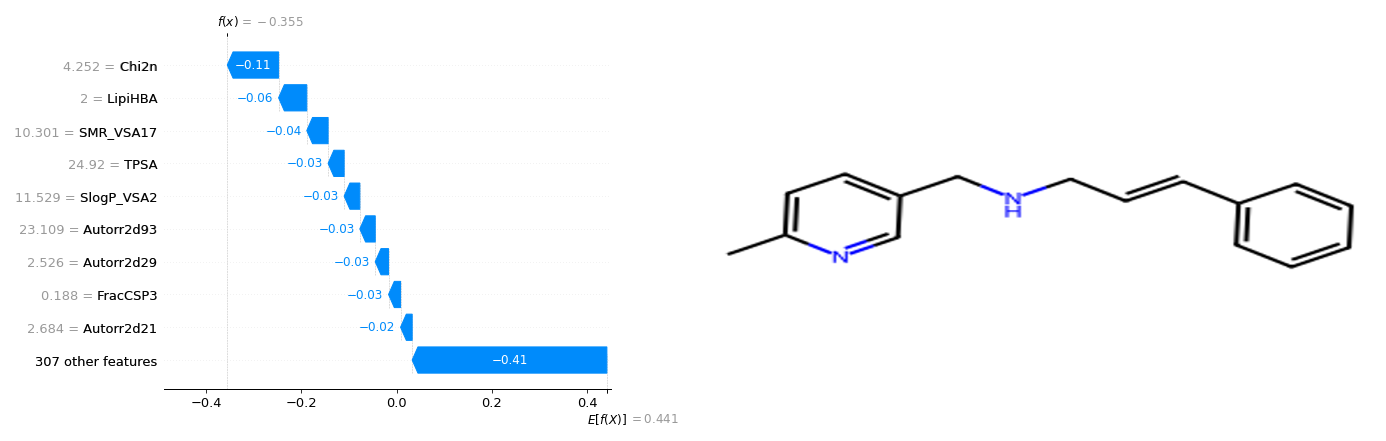 f(x) = −0.355
4.252 = Chi2n
−0.11
2 = LipiHBA
−0.06
10.301 = SMR_VSA17
−0.04
24.92 = TPSA
−0.03
11.529 = SlogP_VSA2
−0.03
23.109 = Autorr2d93
−0.03
2.526 = Autorr2d29
−0.03
0.188 = FracCSP3
−0.03
2.684 = Autorr2d21
−0.02
307 other features
−0.41
−0.4 −0.2 0.0 0.2 0.4
E[f(X)] = 0.441
N
H
N